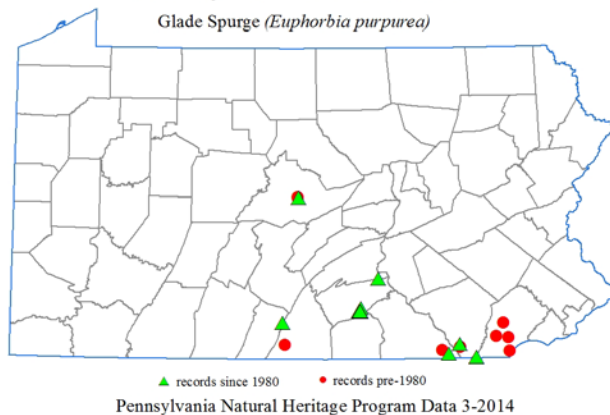 Glade Spurge (Euphorbia purpurea)
records since 1980 records pre-1980
Pennsylvania Natural Heritage Program Data 3-2014